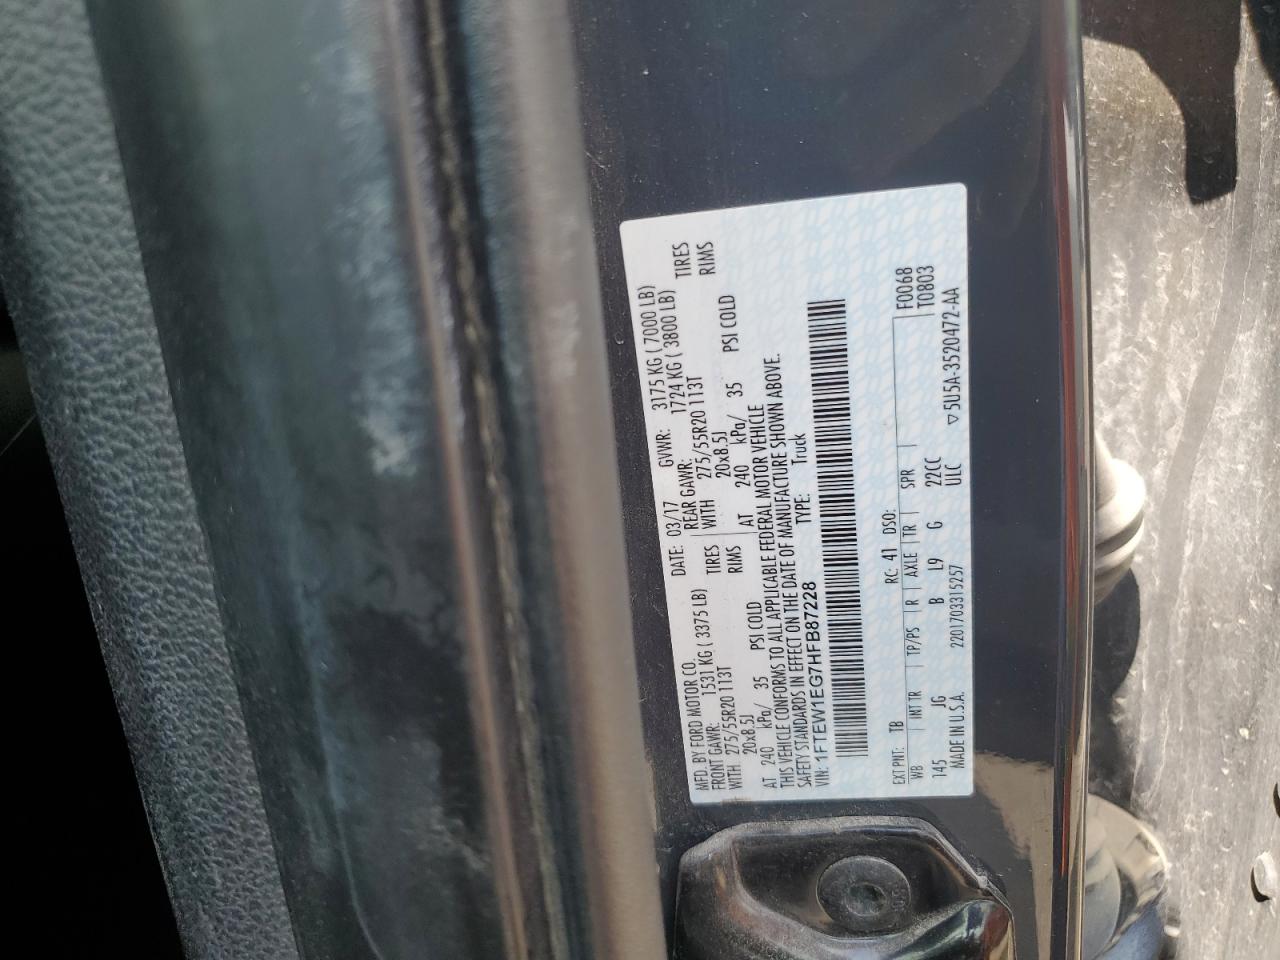 MFD. BY FORD MOTOR CO.
DATE: 03/17 GVWR: 3175 KG ( 7000 LB)
FRONT GAWR: 1531 KG ( 3375 LB) REAR GAWR: 1724 KG ( 3800 LB)
WITH 275/55R20 113T TIRES WITH 275/55R20 113T TIRES
20x8.5J RIMS 20x8.5J RIMS
AT 240 kPa/ 35 PSI COLD AT 240 kPa/ 35 PSI COLD
THIS VEHICLE CONFORMS TO ALL APPLICABLE FEDERAL MOTOR VEHICLE
SAFETY STANDARDS IN EFFECT ON THE DATE OF MANUFACTURE SHOWN ABOVE.
VIN: 1FTEW1EG7HFB87228 TYPE: Truck
F0068
T0803
EXT PNT: TB RC: 41 DSO:
WB INT TR TP/PS R AXLE TR SPR
145 JG B L9 G 22CC
MADE IN U.S.A. 2201703315257 ULC ▽5U5A-3520472-AA